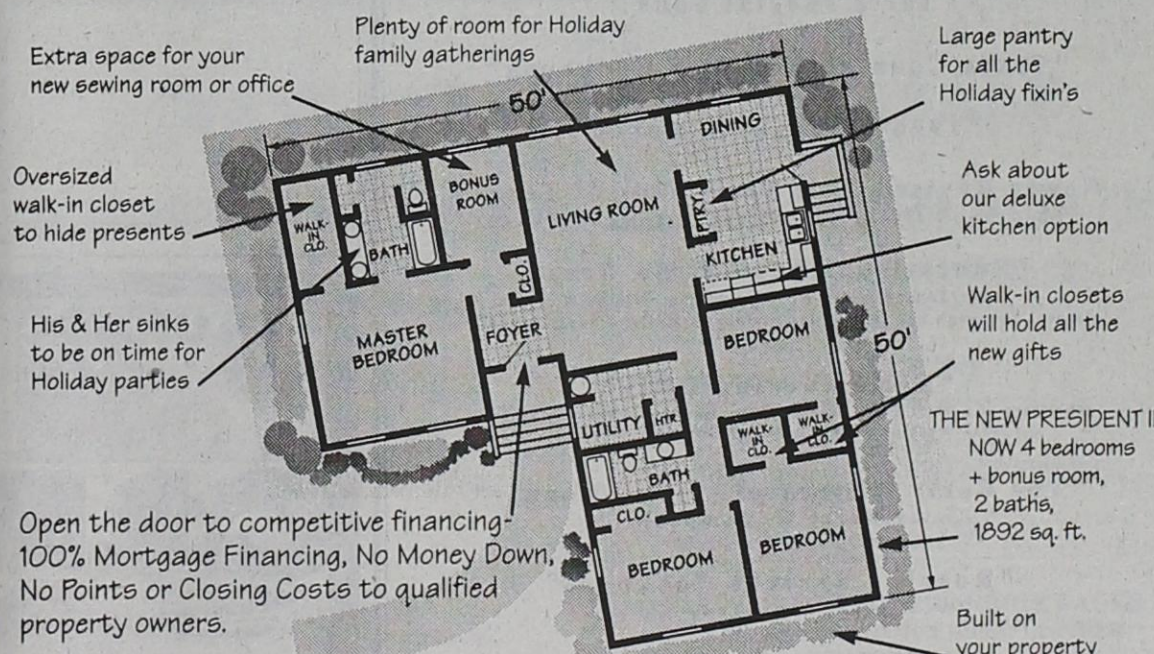 Plenty of room for Holiday
family gatherings
Extra space for your
new sewing room or office
Large pantry
for all the
Holiday fixin's
50'
DINING
Oversized
walk-in closet
to hide presents
Ask about
our deluxe
kitchen option
WALK-
IN
CLO.
BATH
BONUS
ROOM
LIVING ROOM
PTRY.
KITCHEN
CLO.
His & Her sinks
to be on time for
Holiday parties
MASTER
BEDROOM
FOYER
BEDROOM
50'
Walk-in closets
will hold all the
new gifts
UTILITY
HTR
WALK-
IN
CLO.
WALK-
IN
CLO.
BATH
CLO.
BEDROOM
BEDROOM
THE NEW PRESIDENT
NOW 4 bedrooms
+ bonus room,
2 baths,
1892 sq. ft.
Open the door to competitive financing-
100% Mortgage Financing, No Money Down,
No Points or Closing Costs to qualified
property owners.
Built on
your property